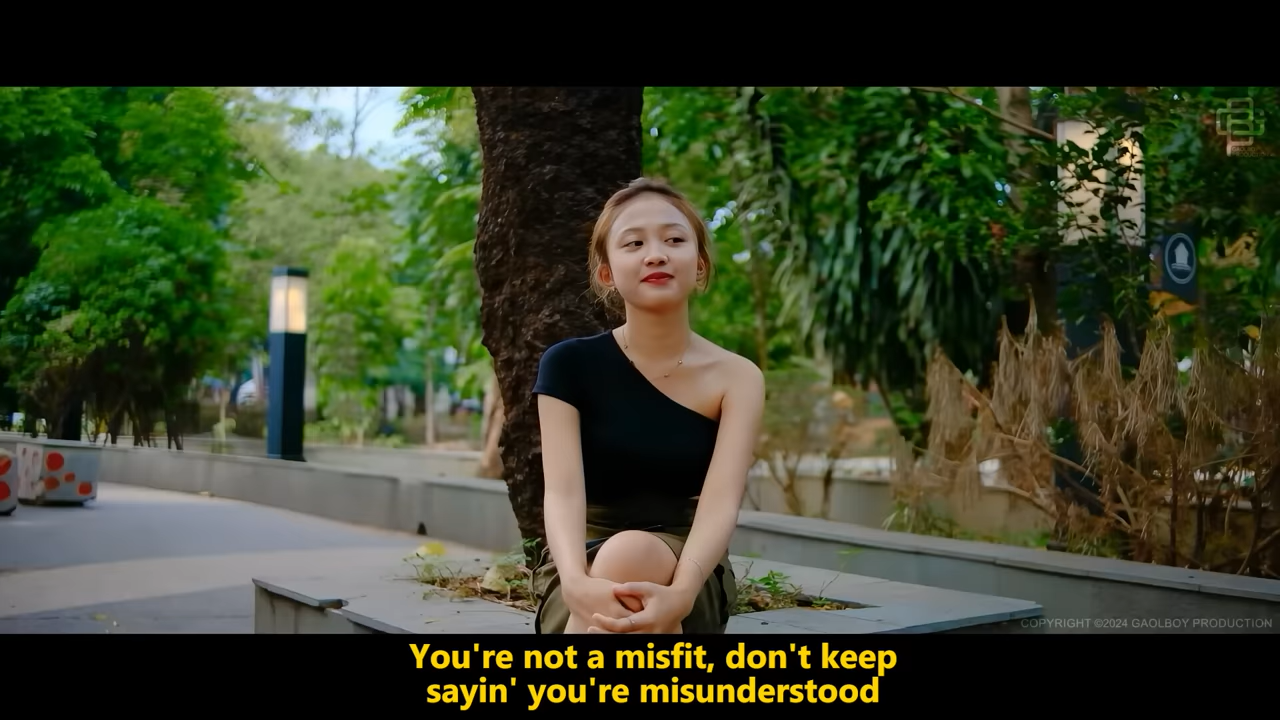 COPYRIGHT ©2024 GAOLBOY PRODUCTION
You're not a misfit, don't keep
sayin' you're misunderstood